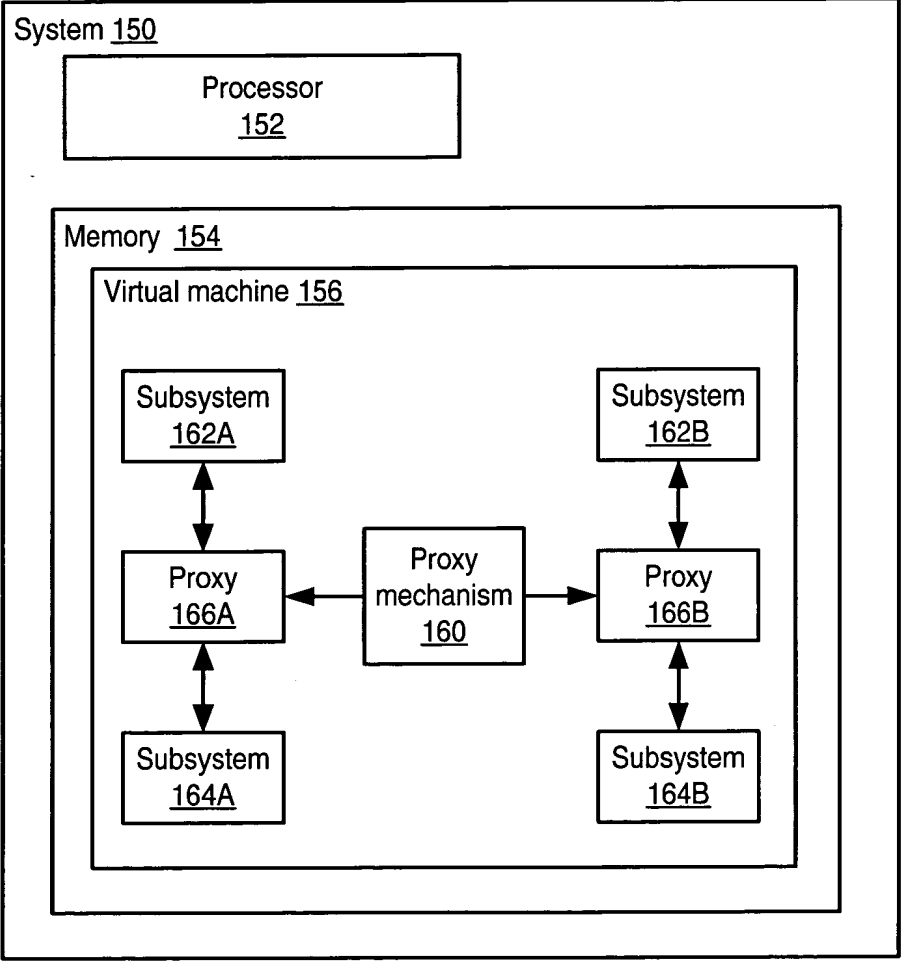 System 150
Processor
152
Memory 154
Virtual machine 156
Subsystem
162A
Subsystem
162B
Proxy
166A
Proxy
mechanism
160
Proxy
166B
Subsystem
164A
Subsystem
164B